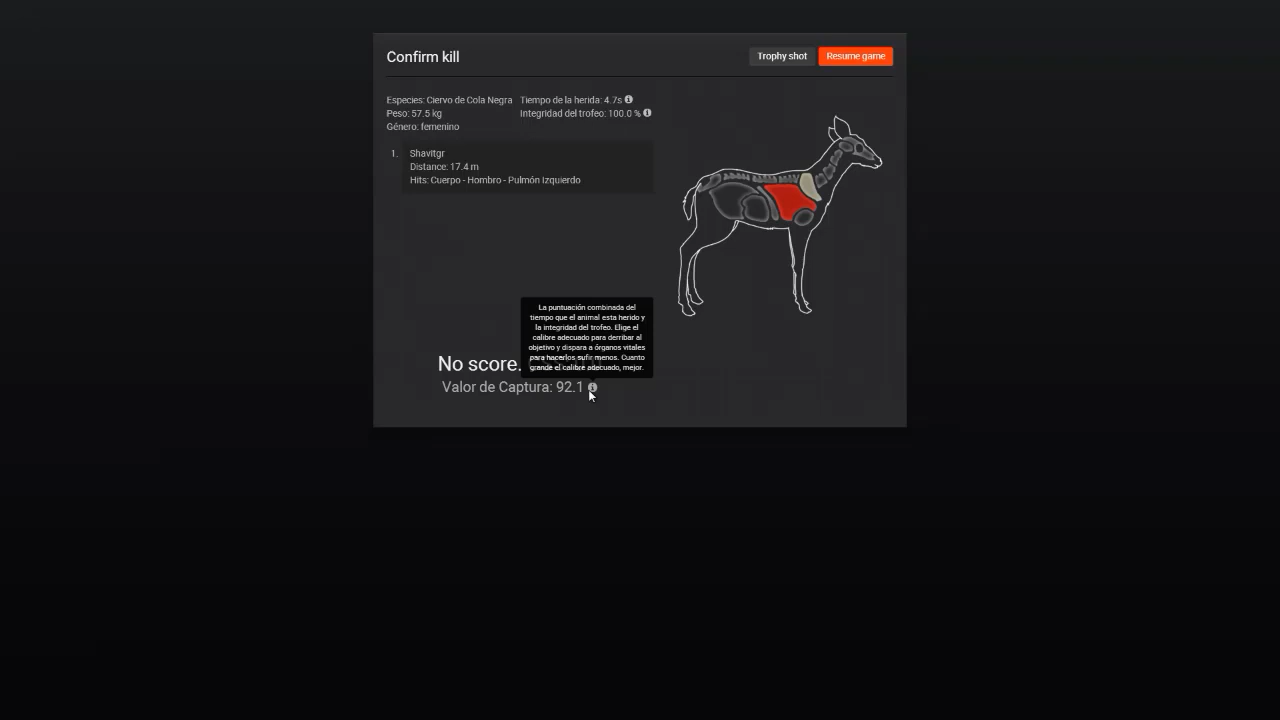 Confirm kill
Trophy shot
Resume game
Especies: Ciervo de Cola Negra
Tiempo de la herida: 4.7s
Peso: 57.5 kg
Integridad del trofeo: 100.0 %
Género: femenino
1.
Shavitgr
Distance: 17.4 m
Hits: Cuerpo - Hombro - Pulmón Izquierdo
La puntuación combinada del
tiempo que el animal esta herido y
la integridad del trofeo. Elige el
calibre adecuado para derribar al
objetivo y dispara a órganos vitales
para hacerlos sufir menos. Cuanto
grande el calibre adecuado, mejor.
No score.
Valor de Captura: 92.1